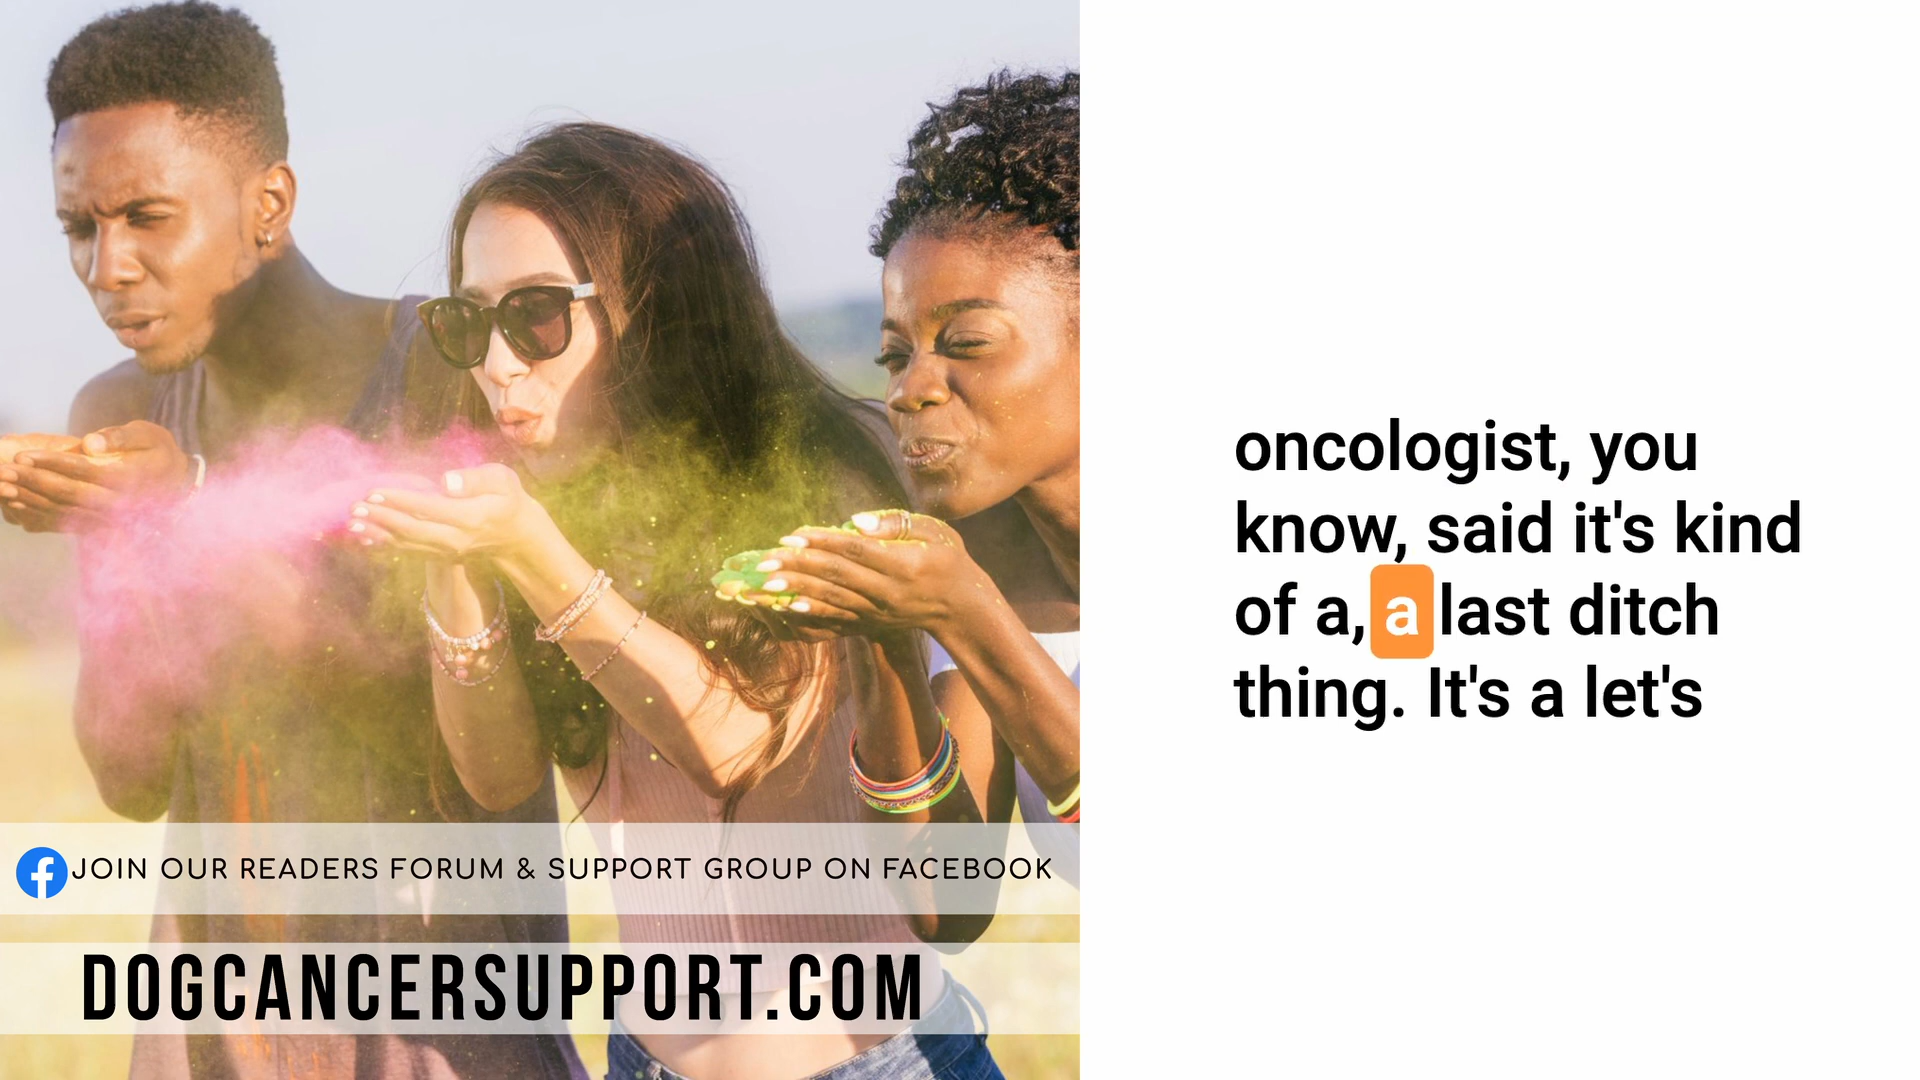 JOIN OUR READERS FORUM & SUPPORT GROUP ON FACEBOOK
DOGCANCERSUPPORT.COM
oncologist, you
know, said it's kind
of a, a last ditch
thing. It's a let's